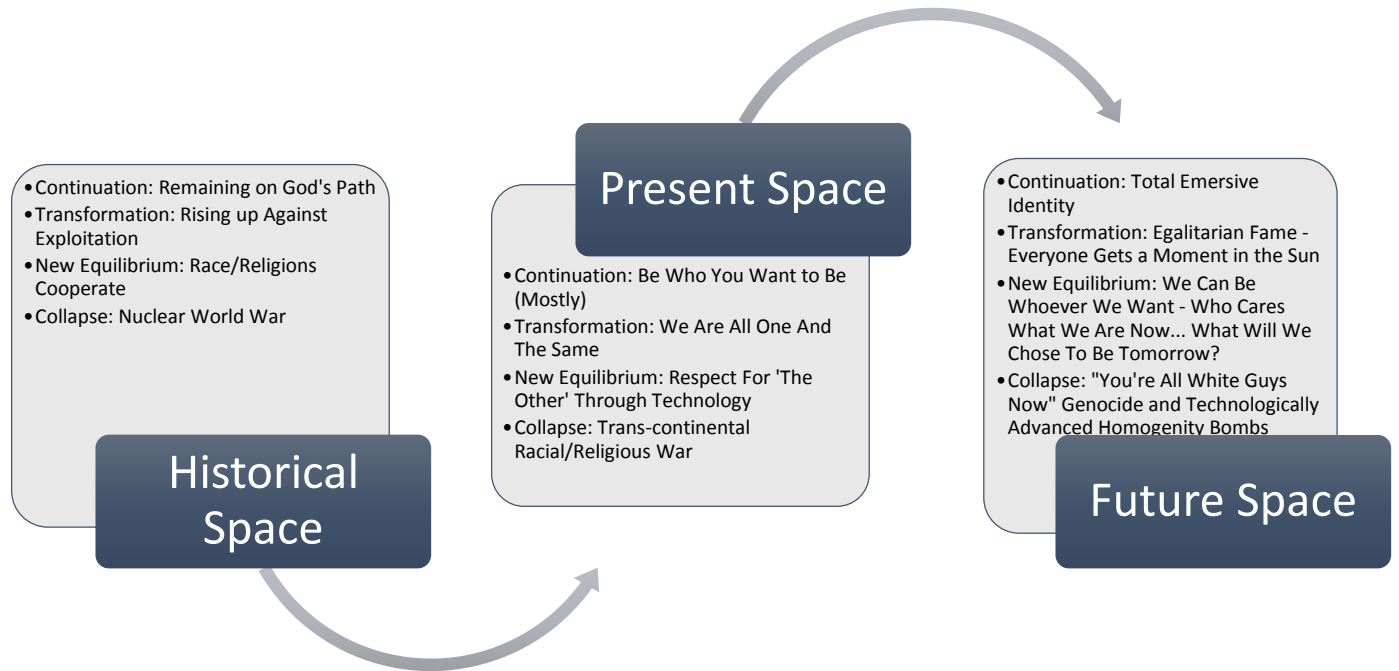 •Continuation: Remaining on God's Path
•Transformation: Rising up Against
Exploitation
•New Equilibrium: Race/Religions
Cooperate
•Collapse: Nuclear World War
Historical
Space
Present Space
•Continuation: Be Who You Want to Be
(Mostly)
•Transformation: We Are All One And
The Same
•New Equilibrium: Respect For 'The
Other' Through Technology
•Collapse: Trans-continental
Racial/Religious War
•Continuation: Total Emersive
Identity
•Transformation: Egalitarian Fame -
Everyone Gets a Moment in the Sun
•New Equilibrium: We Can Be
Whoever We Want - Who Cares
What We Are Now... What Will We
Chose To Be Tomorrow?
•Collapse: "You're All White Guys
Now" Genocide and Technologically
Advanced Homogenity Bombs
Future Space